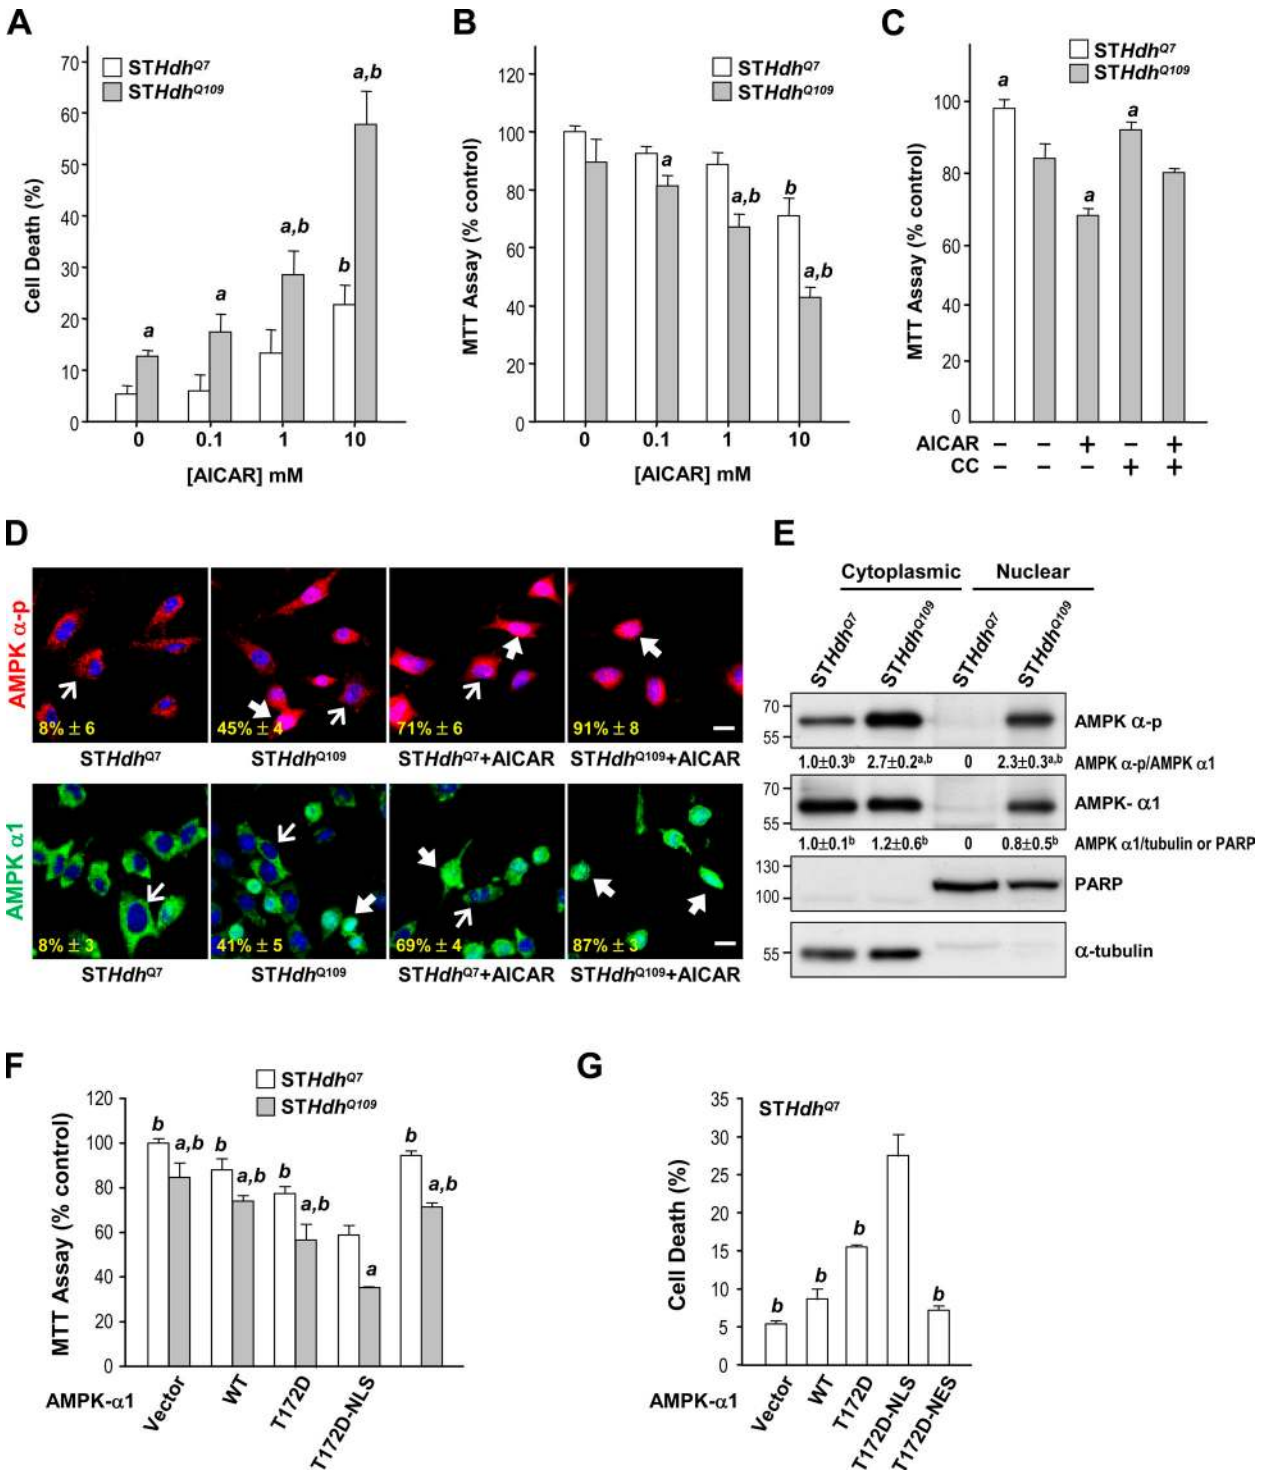 A
STHdhQ7
STHdhQ109
Cell Death (%)
70
60
50
40
30
20
10
0
a
a
a,b
b
a,b
0 0.1 1 10
[AICAR] mM
B
STHdhQ7
STHdhQ109
MTT Assay (% control)
120
100
80
60
40
20
0
a
a,b
b
a,b
0 0.1 1 10
[AICAR] mM
C
STHdhQ7
STHdhQ109
MTT Assay (% control)
100
80
60
40
20
0
a
a
a
AICAR − − + − +
CC − − − + +
D
AMPK α-p
8% ± 6 45% ± 4 71% ± 6 91% ± 8
STHdhQ7 STHdhQ109 STHdhQ7+AICAR STHdhQ109+AICAR
AMPK α1
8% ± 3 41% ± 5 69% ± 4 87% ± 3
STHdhQ7 STHdhQ109 STHdhQ7+AICAR STHdhQ109+AICAR
E
Cytoplasmic Nuclear
STHdhQ7 STHdhQ109 STHdhQ7 STHdhQ109
70
55
AMPK α-p
1.0±0.3b 2.7±0.2a,b 0 2.3±0.3a,b AMPK α-p/AMPK α1
70
55
AMPK- α1
1.0±0.1b 1.2±0.6b 0 0.8±0.5b AMPK α1/tubulin or PARP
130
100
PARP
55
α-tubulin
F
STHdhQ7
STHdhQ109
MTT Assay (% control)
120
100
80
60
40
20
0
b
a,b
b
a,b
b
a,b
a
b
a,b
AMPK-α1
Vector WT T172D T172D-NLS
G
STHdhQ7
Cell Death (%)
35
30
25
20
15
10
5
0
b
b
b
b
AMPK-α1
Vector WT T172D T172D-NLS T172D-NES